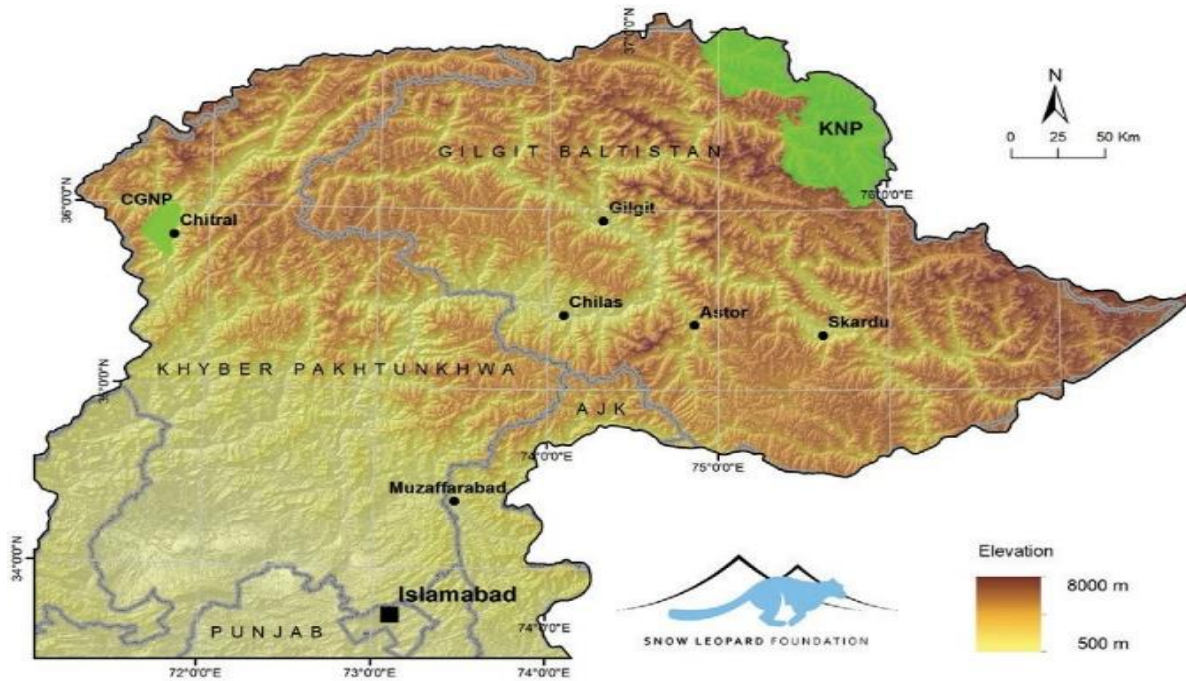 37°0'0"N
N
0 25 50 Km
KNP
GILGIT BALTISTAN
36°0'0"N
CGNP
76°0'0"E
Chitral
Gilgit
Chilas
Astor
Skardu
KHYBER PAKHTUNKHWA
35°0'0"N
AJK
74°0'0"E
75°0'0"E
Muzaffarabad
34°0'0"N
Elevation
8000 m
500 m
Islamabad
PUNJAB
74°0'0"E
SNOW LEOPARD FOUNDATION
72°0'0"E
73°0'0"E
74°0'0"E